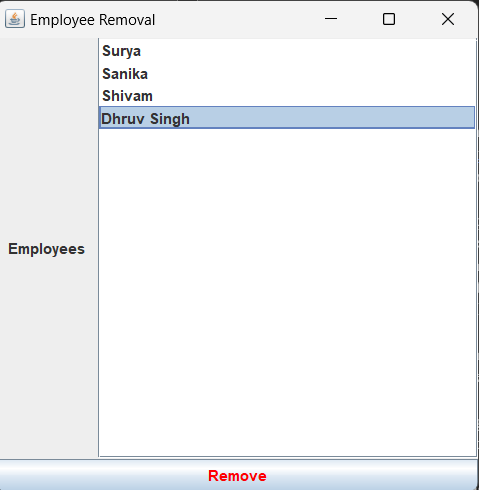 Employee Removal
Surya
Sanika
Shivam
Dhruv Singh
Employees
Remove